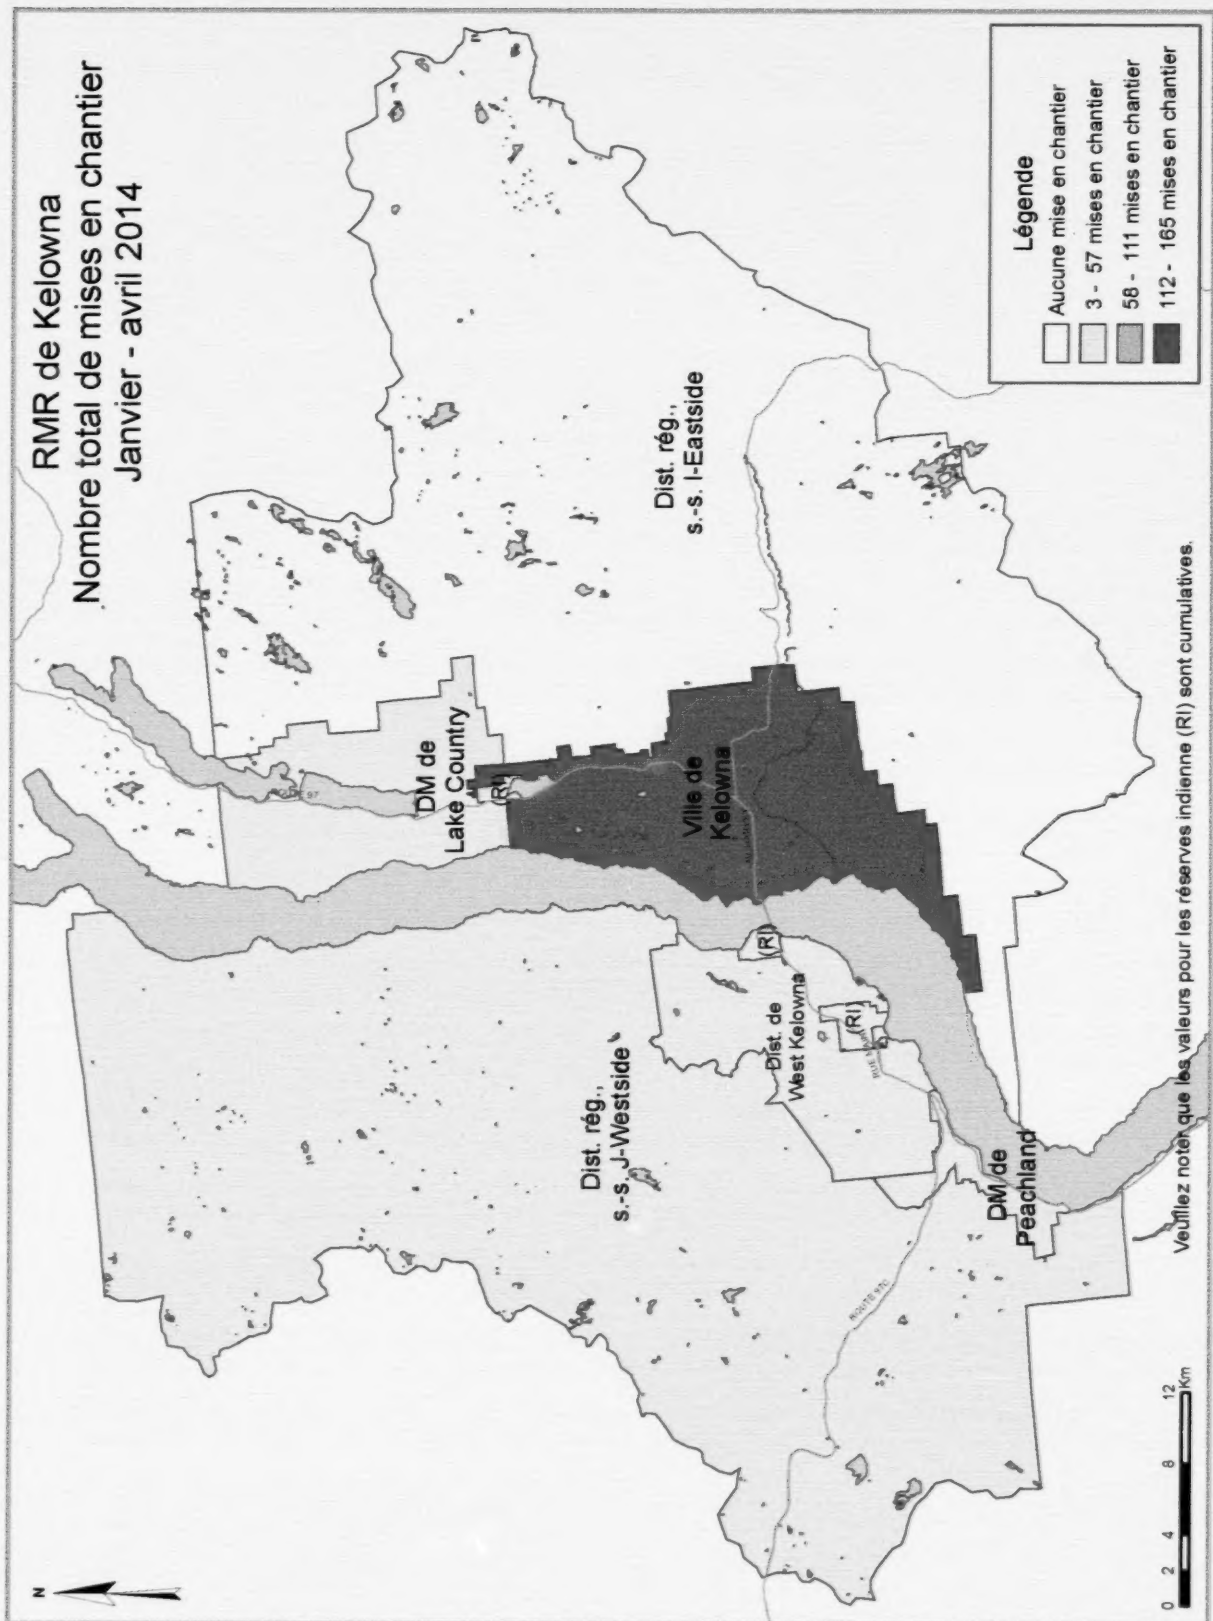 RMR de Kelowna
Nombre total de mises en chantier
Janvier - avril 2014
N
97
DM de
Lake Country
(RI)
Dist. rég.,
s.-s. I-Eastside
Ville de
Kelowna
(RI)
Dist. rég.,
s.-s. J-Westside
Dist. de
West Kelowna
(RI)
DM de
Peachland
ROUTE 97C
Légende
Aucune mise en chantier
3 - 57 mises en chantier
58 - 111 mises en chantier
112 - 165 mises en chantier
0 2 4 8 12
Km
Veuillez noter que les valeurs pour les réserves indienne (RI) sont cumulatives.